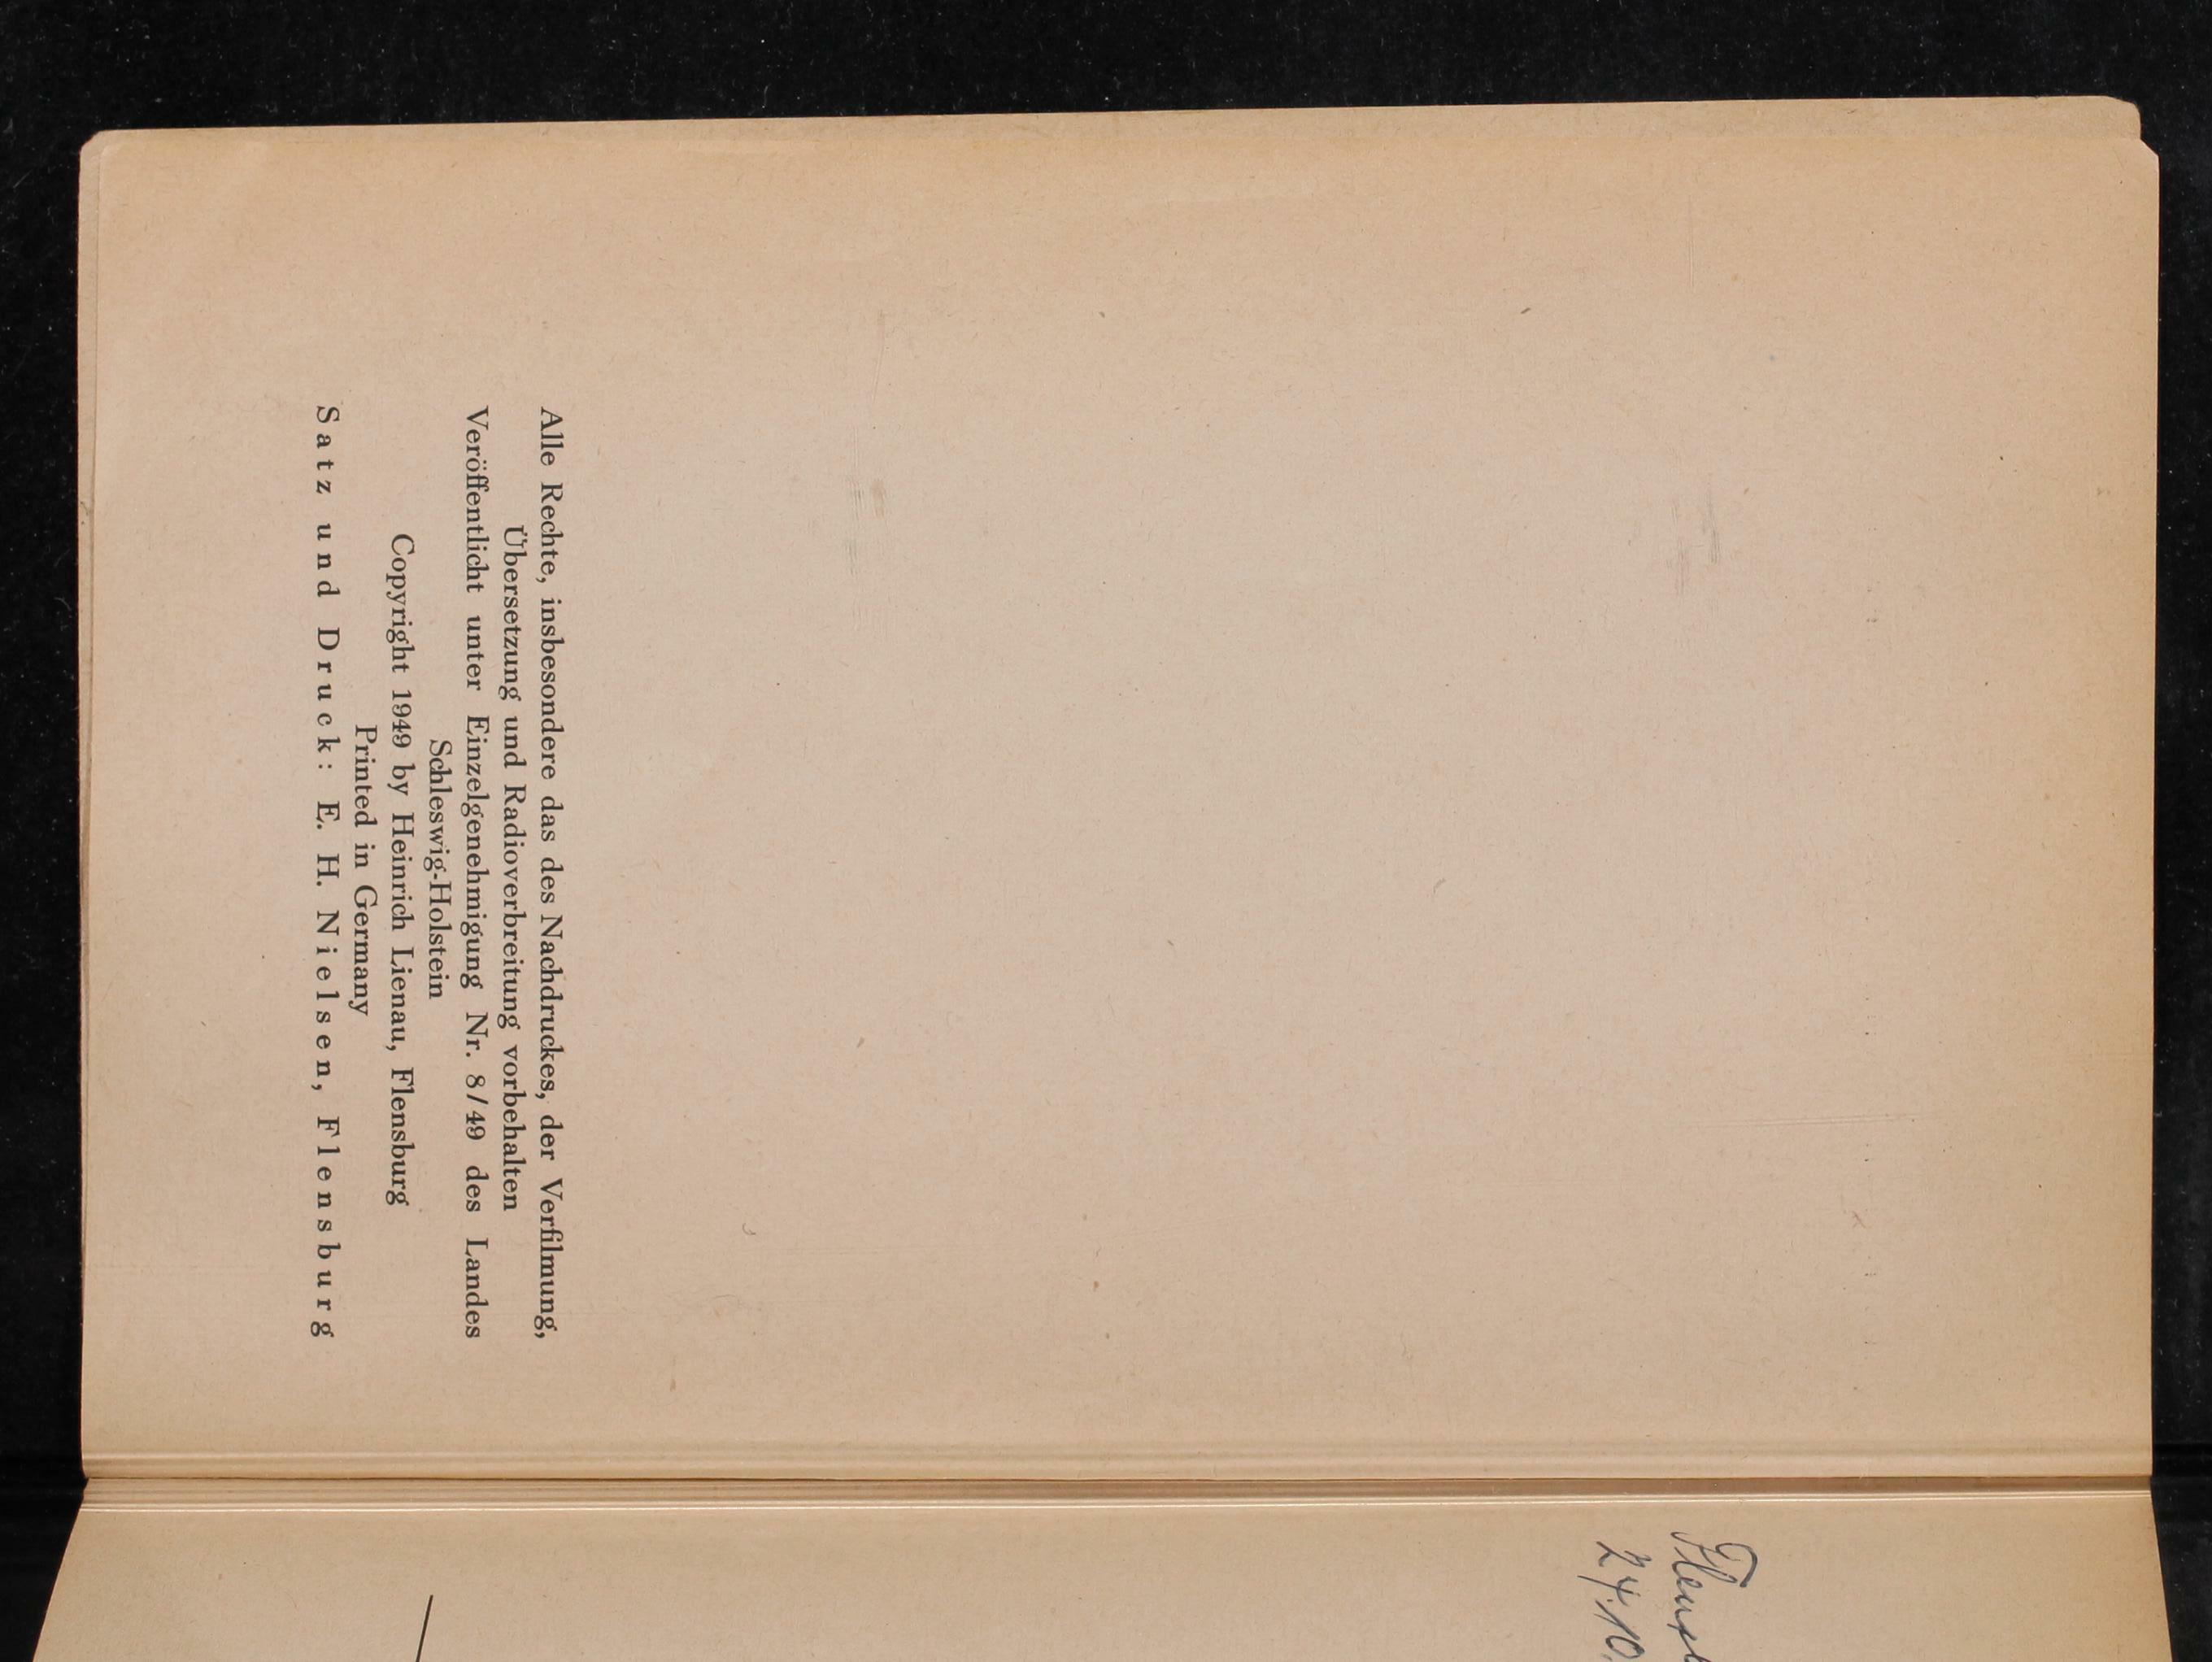 Alle Rechte, insbesondere das des Nachdruckes, der Verfilmung,
Übersetzung und Radioverbreitung vorbehalten
Veröffentlicht unter Einzelgenehmigung Nr. 8/49 des Landes
Schleswig-Holstein
Copyright 1949 by Heinrich Lienau, Flensburg
Printed in Germany
Satz und Druck: E. H. Nielsen, Flensburg